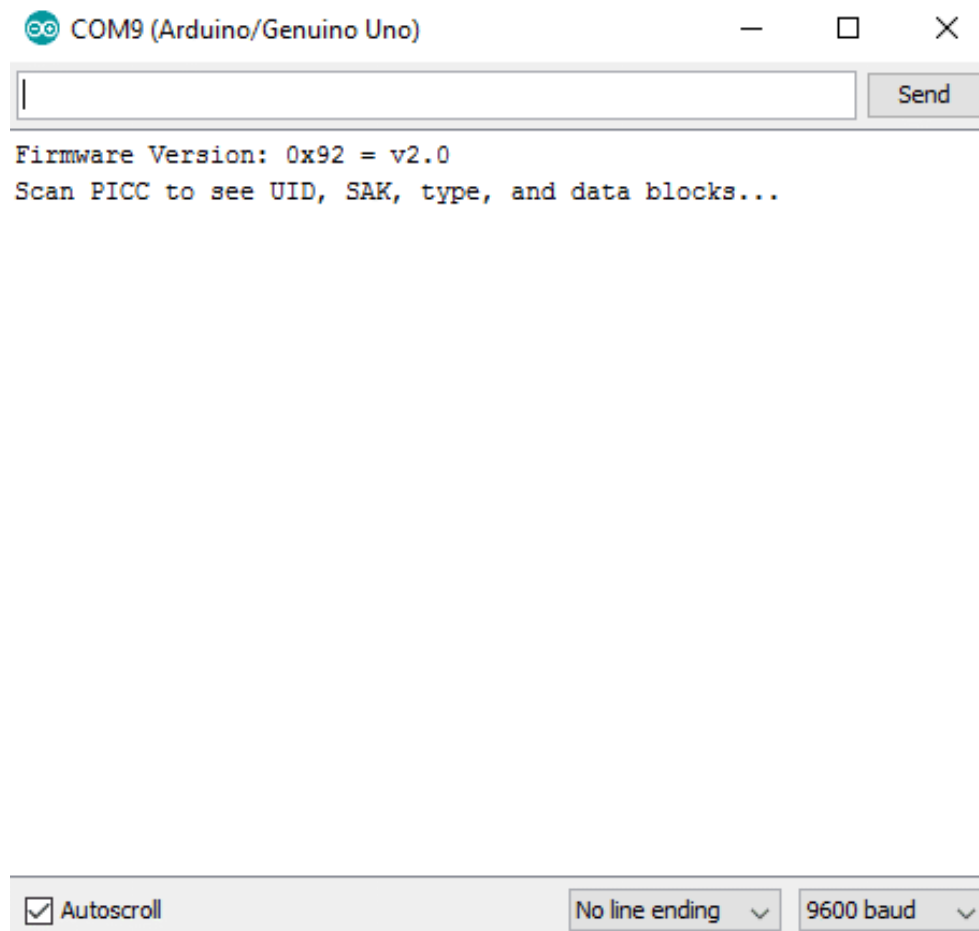 COM9 (Arduino/Genuino Uno)
Send
Firmware Version: 0x92 = v2.0
Scan PICC to see UID, SAK, type, and data blocks...
Autoscroll
No line ending
9600 baud